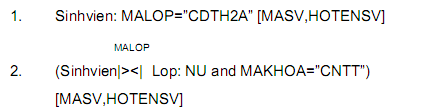 1. Sinhvien: MALOP="CDTH2A" [MASV,HOTENSV]
MALOP
2. (Sinhvien|><| Lop: NU and MAKHOA="CNTT")
[MASV,HOTENSV]